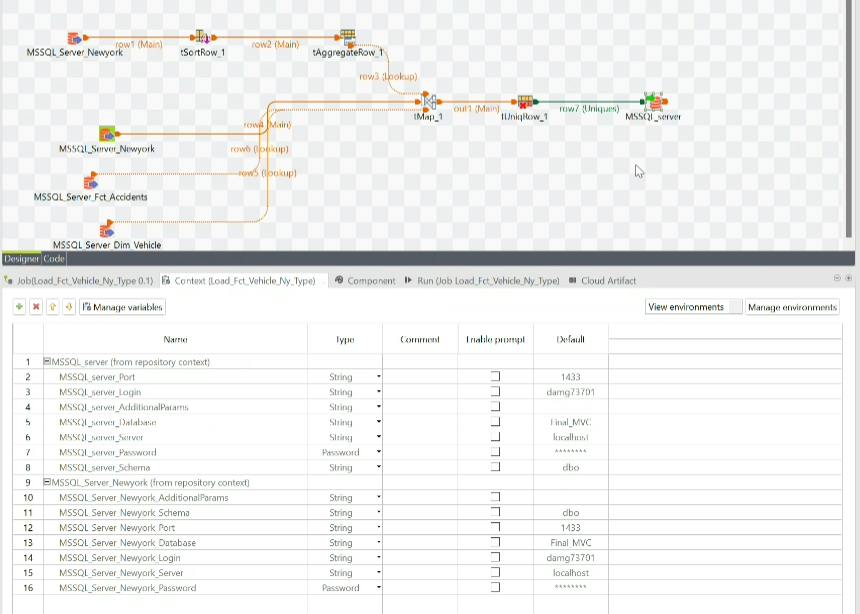 row1 (Main)
row2 (Main)
MSSQL_Server_Newyork
tSortRow_1
tAggregateRow_1
row3 (Lookup)
out1 (Main)
row7 (Uniques)
tMap_1
tUniqRow_1
MSSQL_server
row4 (Main)
MSSQL_Server_Newyork
row6 (Lookup)
row5 (Lookup)
MSSQL_Server_Fct_Accidents
MSSQL_Server_Dim_Vehicle
Designer Code
Job(Load_Fct_Vehicle_Ny_Type 0.1) Context (Load_Fct_Vehicle_Ny_Type) Component Run (Job Load_Fct_Vehicle_Ny_Type) Cloud Artifact
Manage variables View environments Manage environments
Name Type Comment Enable prompt Default
1 MSSQL_server (from repository context)
2 MSSQL_server_Port String 1433
3 MSSQL_server_Login String damg73701
4 MSSQL_server_AdditionalParams String
5 MSSQL_server_Database String Final_MVC
6 MSSQL_server_Server String localhost
7 MSSQL_server_Password Password ********
8 MSSQL_server_Schema String dbo
9 MSSQL_Server_Newyork (from repository context)
10 MSSQL_Server_Newyork_AdditionalParams String
11 MSSQL_Server_Newyork_Schema String dbo
12 MSSQL_Server_Newyork_Port String 1433
13 MSSQL_Server_Newyork_Database String Final_MVC
14 MSSQL_Server_Newyork_Login String damg73701
15 MSSQL_Server_Newyork_Server String localhost
16 MSSQL_Server_Newyork_Password Password ********